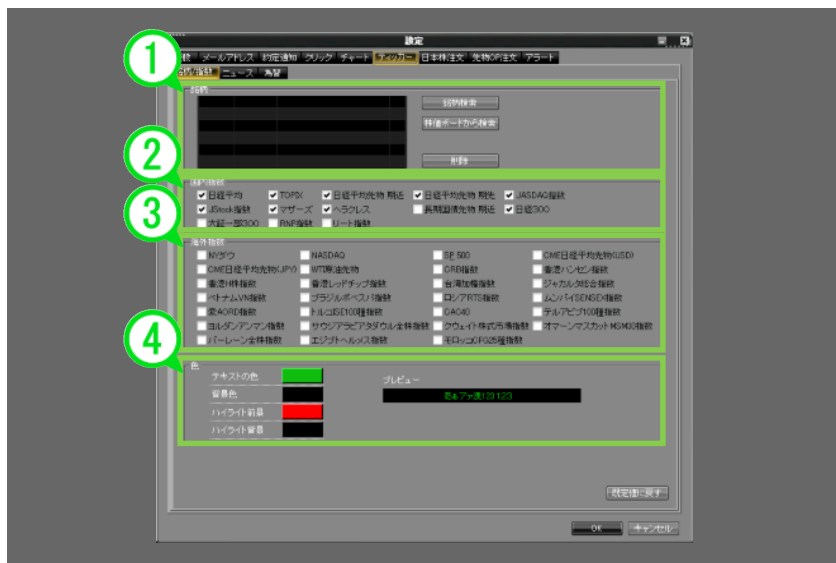 設定
メールアドレス 約定通知 クリック チャート ティッカー 日本株注文 先物OP注文 アラート
ニュース 為替
1
銘柄
銘柄検索
株価ボードから検索
削除
2
国内指数
日経平均 TOPIX 日経平均先物 期近 日経平均先物 期先 JASDAQ指数
JStock指数 マザーズ ヘラクレス 長期国債先物 期近 日経300
大証一部300 RNP指数 リート指数
3
海外指数
NYダウ NASDAQ SP 500 CME日経平均先物(USD)
CME日経平均先物(JPY) WTI原油先物 CRB指数 香港ハンセン指数
香港H株指数 香港レッドチップ指数 台湾加権指数 ジャカルタ総合指数
ベトナムVN指数 ブラジルボベスパ指数 ロシアRTS指数 ムンバイSENSEX指数
豪AORD指数 トルコISE100種指数 CAC40 テルアビブ100種指数
ヨルダンアンマン指数 サウジアラビアタダウル全株指数 クウェイト株式市場指数 オマーンマスカットMSM30指数
バーレーン全株指数 エジプトヘルメス指数 モロッコCFG25種指数
4
色
テキストの色 プレビュー
背景色
ハイライト前景
ハイライト背景
既定値に戻す
OK キャンセル